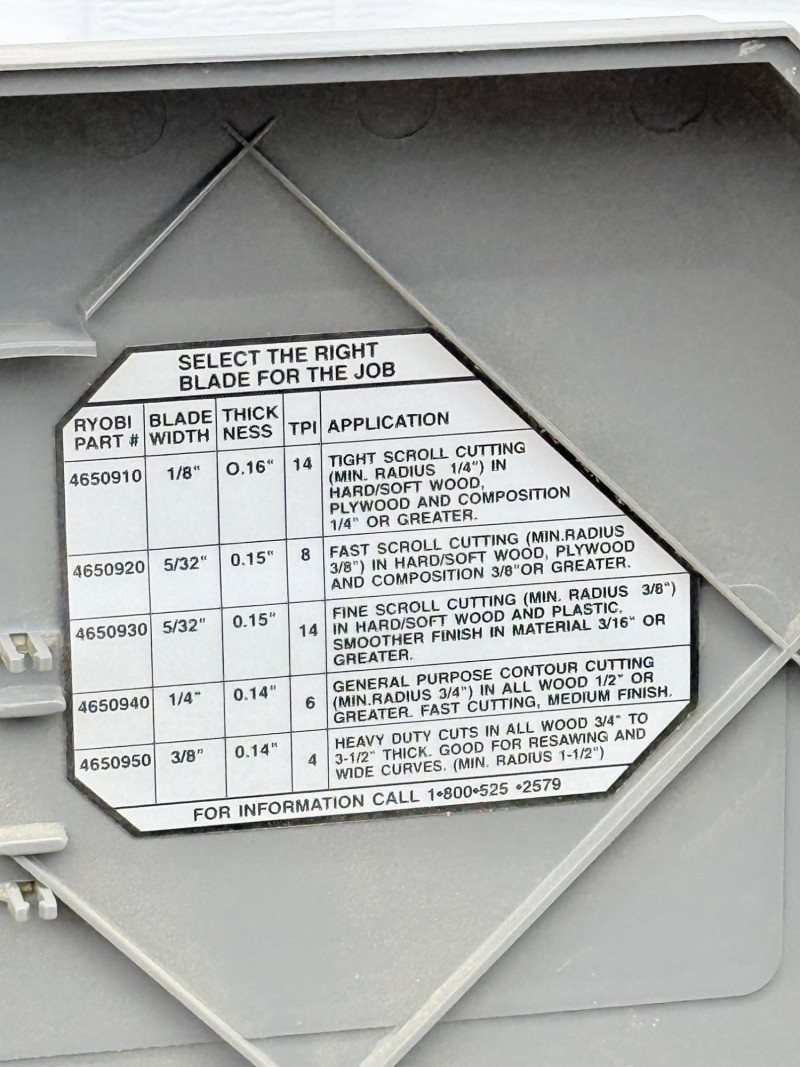 SELECT THE RIGHT
BLADE FOR THE JOB
RYOBI PART # BLADE WIDTH THICK NESS TPI APPLICATION
4650910 1/8" O.16" 14 TIGHT SCROLL CUTTING
(MIN. RADIUS 1/4") IN
HARD/SOFT WOOD,
PLYWOOD AND COMPOSITION
1/4" OR GREATER.
4650920 5/32" 0.15" 8 FAST SCROLL CUTTING (MIN.RADIUS
3/8") IN HARD/SOFT WOOD, PLYWOOD
AND COMPOSITION 3/8"OR GREATER.
4650930 5/32" 0.15" 14 FINE SCROLL CUTTING (MIN. RADIUS 3/8")
IN HARD/SOFT WOOD AND PLASTIC.
SMOOTHER FINISH IN MATERIAL 3/16" OR
GREATER.
4650940 1/4" 0.14" 6 GENERAL PURPOSE CONTOUR CUTTING
(MIN.RADIUS 3/4") IN ALL WOOD 1/2" OR
GREATER. FAST CUTTING, MEDIUM FINISH.
4650950 3/8" 0.14" 4 HEAVY DUTY CUTS IN ALL WOOD 3/4" TO
3-1/2" THICK. GOOD FOR RESAWING AND
WIDE CURVES. (MIN. RADIUS 1-1/2")
FOR INFORMATION CALL 1•800•525 •2579